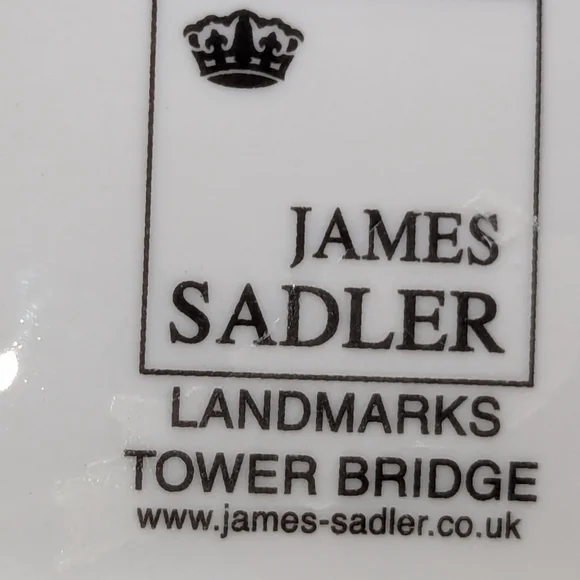 JAMES
SADLER
LANDMARKS
TOWER BRIDGE
www.james-sadler.co.uk